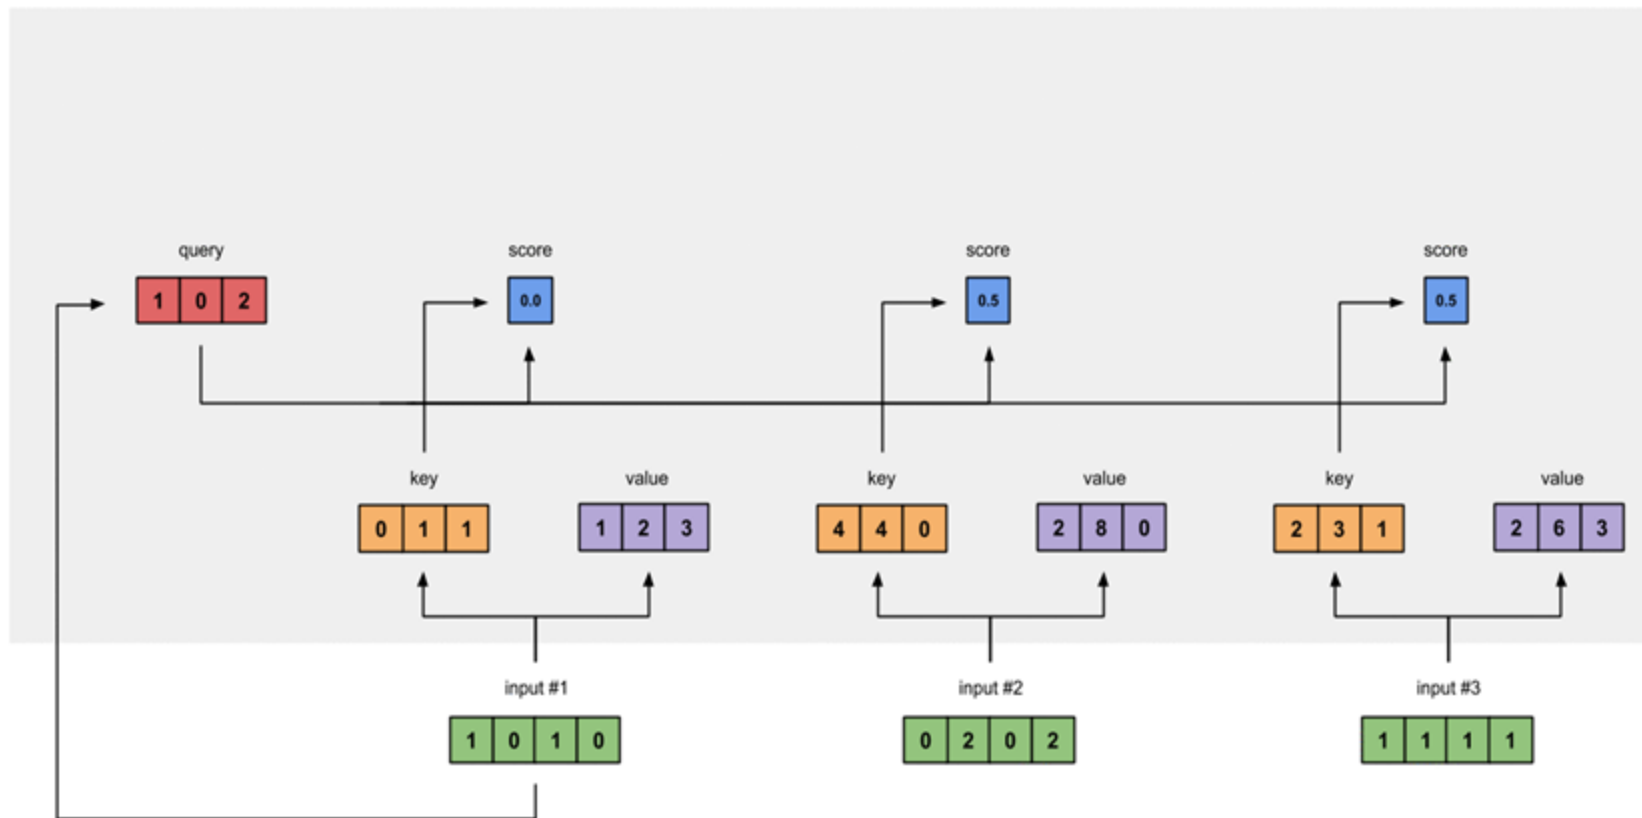 query score score score
1 0 2 0.0 0.5 0.5
key value key value key value
0 1 1 1 2 3 4 4 0 2 8 0 2 3 1 2 6 3
input #1 input #2 input #3
1 0 1 0 0 2 0 2 1 1 1 1